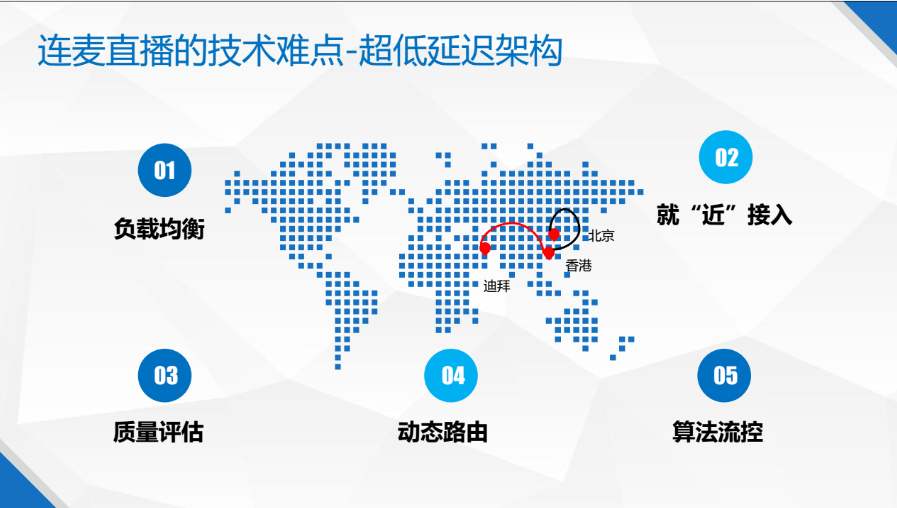 连麦直播的技术难点-超低延迟架构
01
负载均衡
02
就“近”接入
北京
香港
迪拜
03
质量评估
04
动态路由
05
算法流控